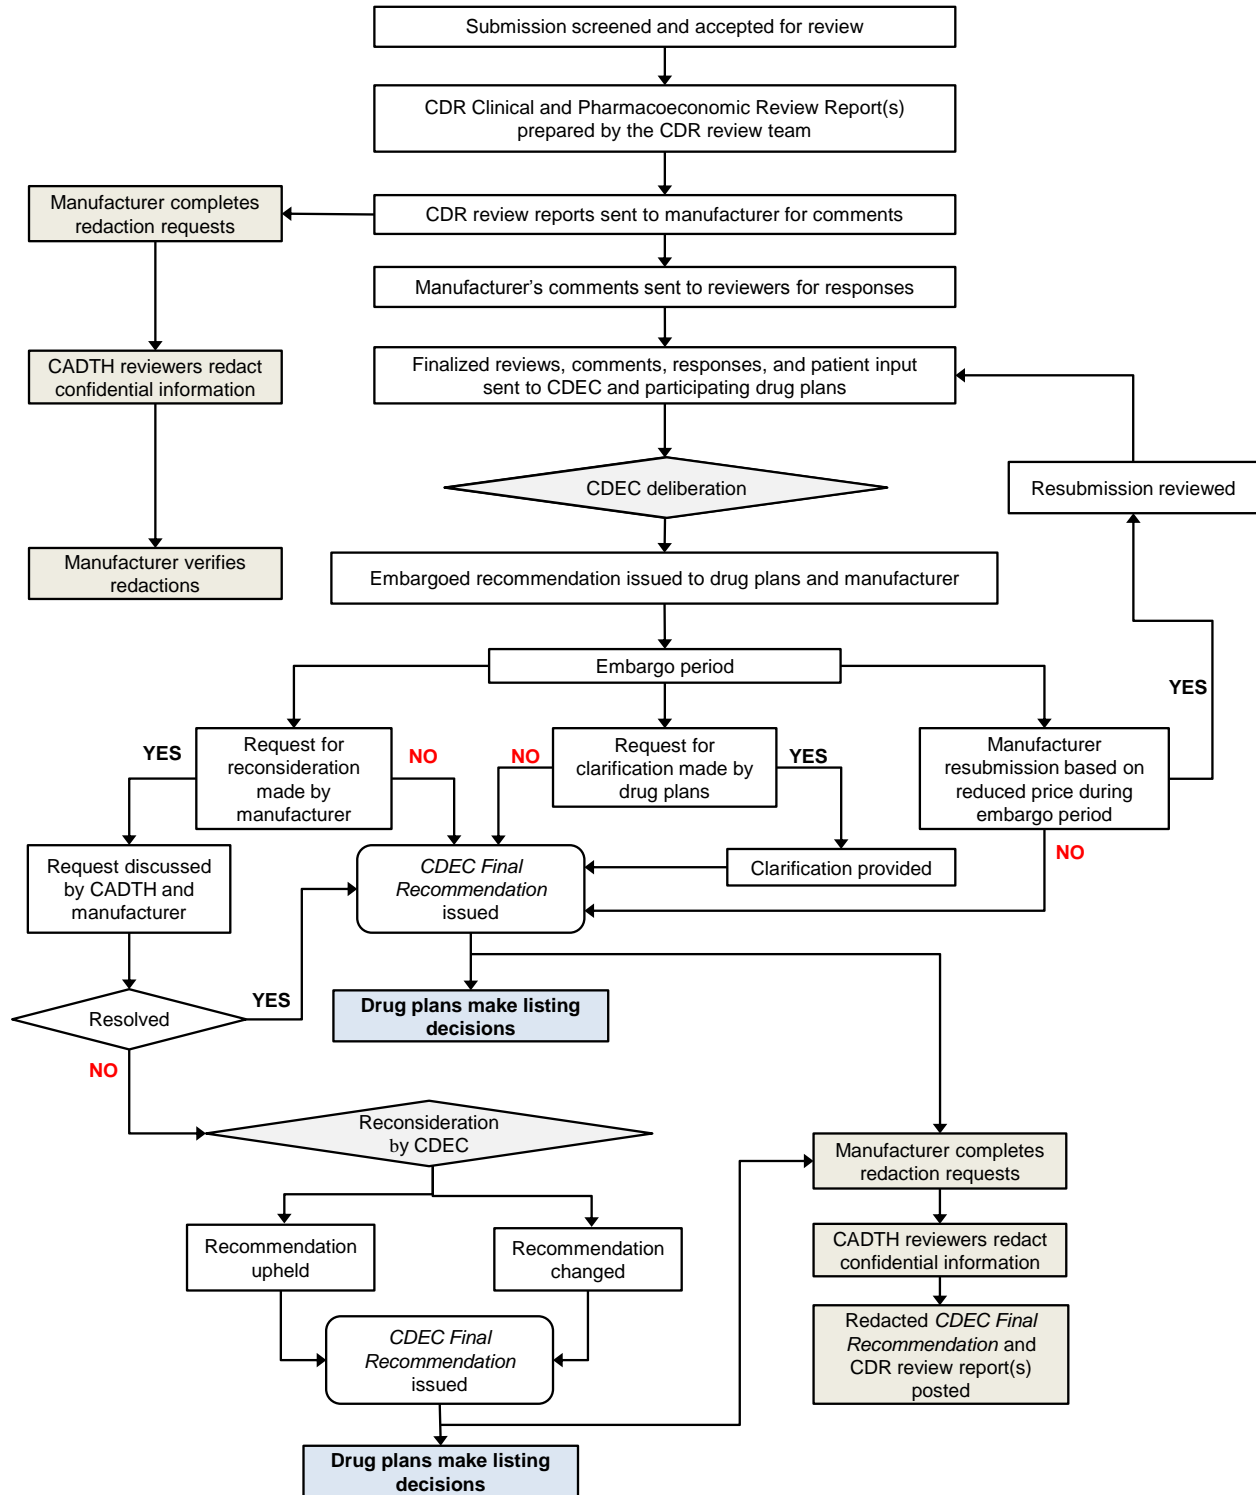 Submission screened and accepted for review
CDR Clinical and Pharmacoeconomic Review Report(s)
prepared by the CDR review team
Manufacturer completes
redaction requests
CDR review reports sent to manufacturer for comments
Manufacturer’s comments sent to reviewers for responses
CADTH reviewers redact
confidential information
Finalized reviews, comments, responses, and patient input
sent to CDEC and participating drug plans
CDEC deliberation
Resubmission reviewed
Manufacturer verifies
redactions
Embargoed recommendation issued to drug plans and manufacturer
Embargo period
YES
YES
Request for
reconsideration
made by
manufacturer
NO
NO
Request for
clarification made by
drug plans
YES
Manufacturer
resubmission based on
reduced price during
embargo period
NO
Request discussed
by CADTH and
manufacturer
CDEC Final
Recommendation
issued
Clarification provided
Resolved
YES
NO
Drug plans make listing
decisions
Reconsideration
by CDEC
Manufacturer completes
redaction requests
Recommendation
upheld
Recommendation
changed
CADTH reviewers redact
confidential information
CDEC Final
Recommendation
issued
Redacted CDEC Final
Recommendation and
CDR review report(s)
posted
Drug plans make listing
decisions